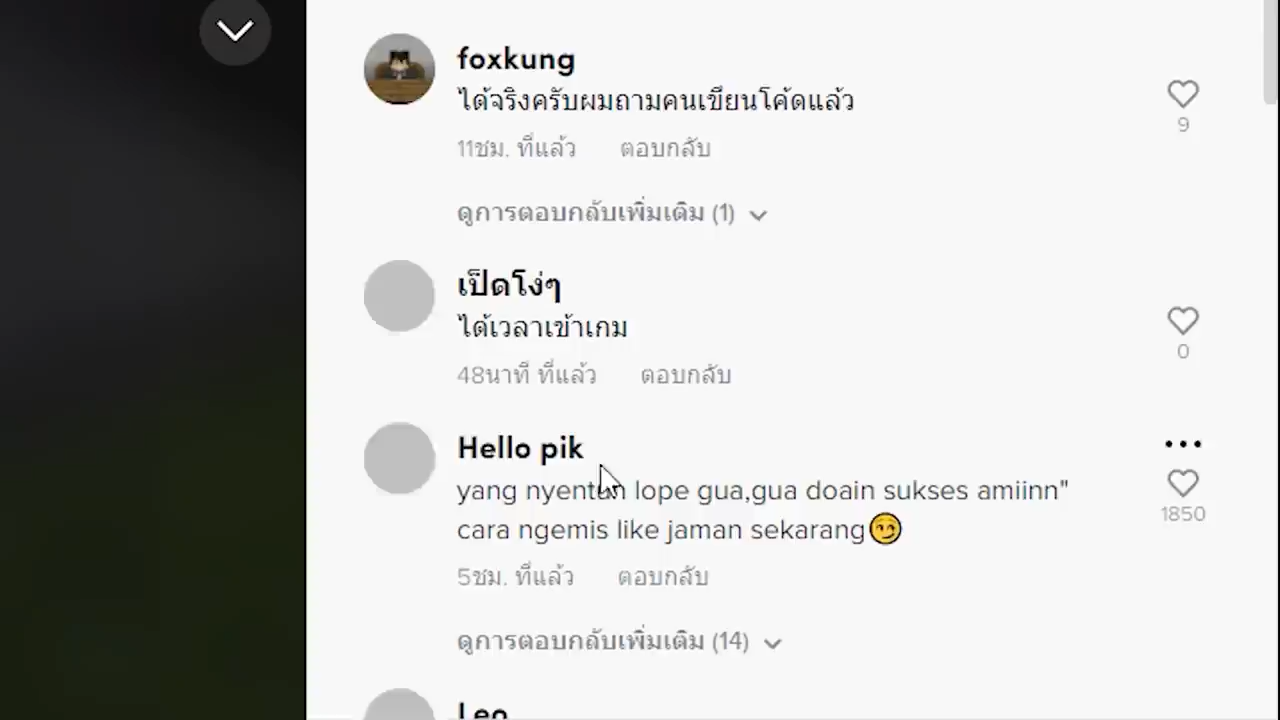 foxkung
ได้จริงครับผมถามคนเขียนโค้ดแล้ว
9
11ชม. ที่แล้ว ตอบกลับ
ดูการตอบกลับเพิ่มเติม (1)
เป็ดโง่ๆ
ได้เวลาเข้าเกม
0
48นาที ที่แล้ว ตอบกลับ
Hello pik
yang nyentuh lope gua,gua doain sukses amiinn"
cara ngemis like jaman sekarang😏
1850
5ชม. ที่แล้ว ตอบกลับ
ดูการตอบกลับเพิ่มเติม (14)
Leo